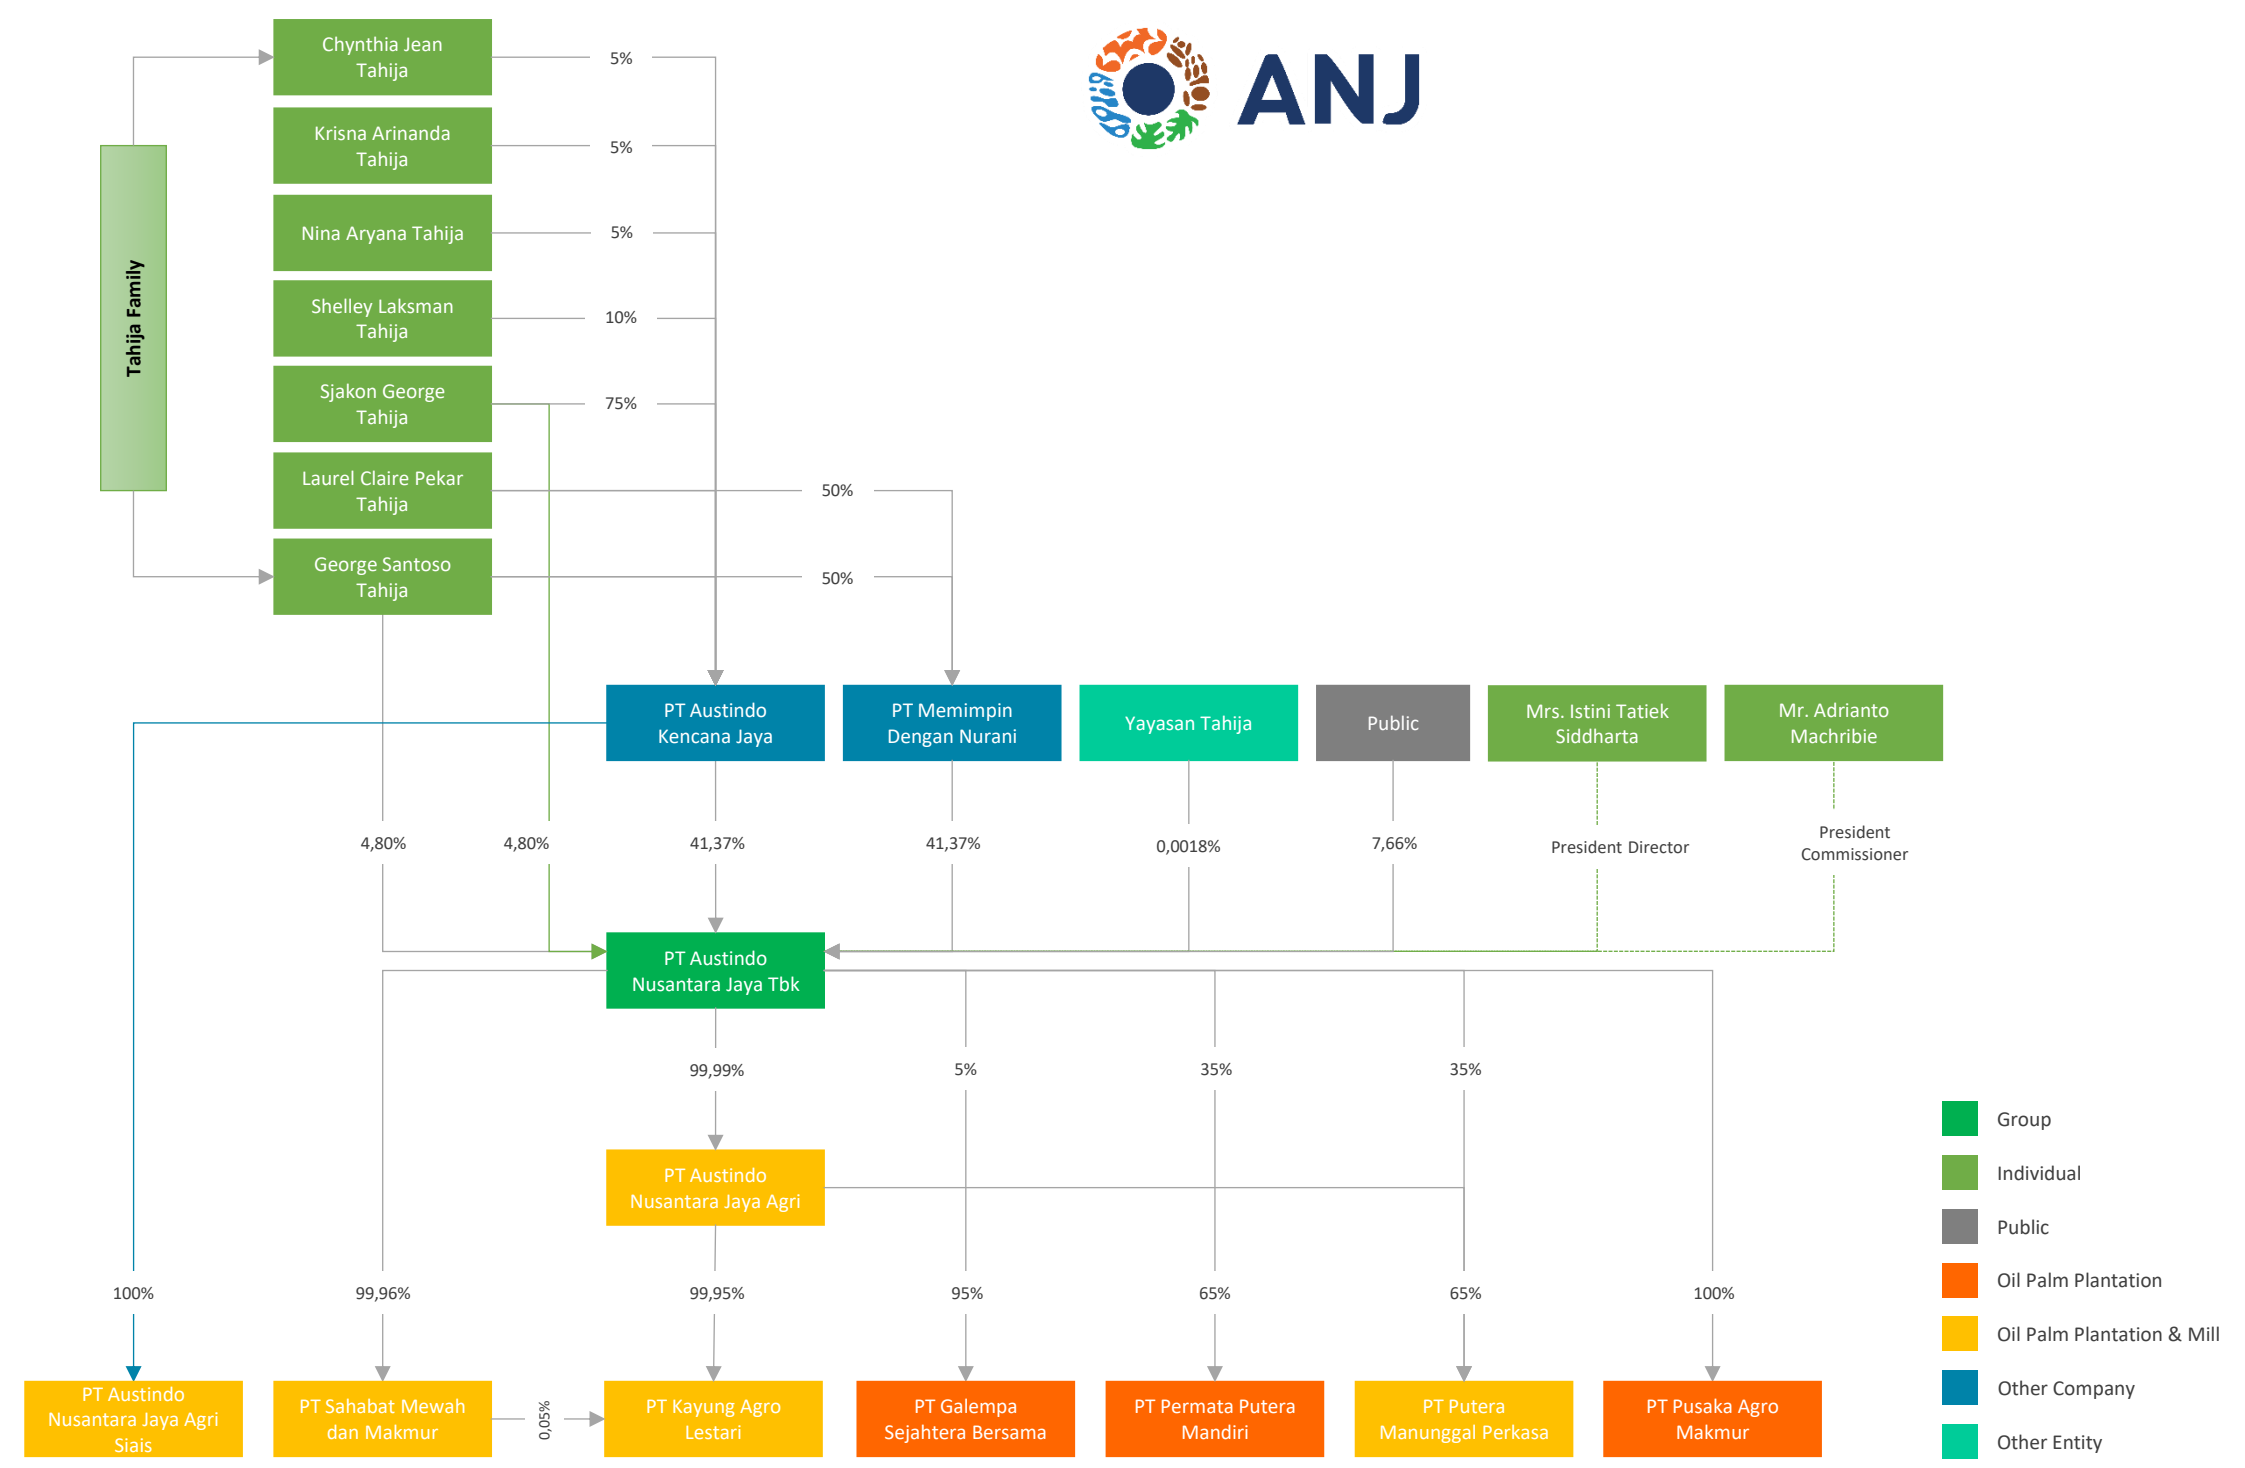 Chynthia Jean
Tahija
5%
ANJ
Krisna Arinanda
Tahija
5%
Nina Aryana Tahija
5%
Tahija Family
Shelley Laksman
Tahija
10%
Sjakon George
Tahija
75%
Laurel Claire Pekar
Tahija
50%
George Santoso
Tahija
50%
PT Austindo
Kencana Jaya
PT Memimpin
Dengan Nurani
Yayasan Tahija
Public
Mrs. Istini Tatiek
Siddharta
Mr. Adrianto
Machribie
4,80%
4,80%
41,37%
41,37%
0,0018%
7,66%
President Director
President
Commissioner
PT Austindo
Nusantara Jaya Tbk
99,99%
5%
35%
35%
PT Austindo
Nusantara Jaya Agri
100%
99,96%
99,95%
95%
65%
65%
100%
PT Austindo
Nusantara Jaya Agri
Siais
PT Sahabat Mewah
dan Makmur
0,05%
PT Kayung Agro
Lestari
PT Galempa
Sejahtera Bersama
PT Permata Putera
Mandiri
PT Putera
Manunggal Perkasa
PT Pusaka Agro
Makmur
Group
Individual
Public
Oil Palm Plantation
Oil Palm Plantation & Mill
Other Company
Other Entity